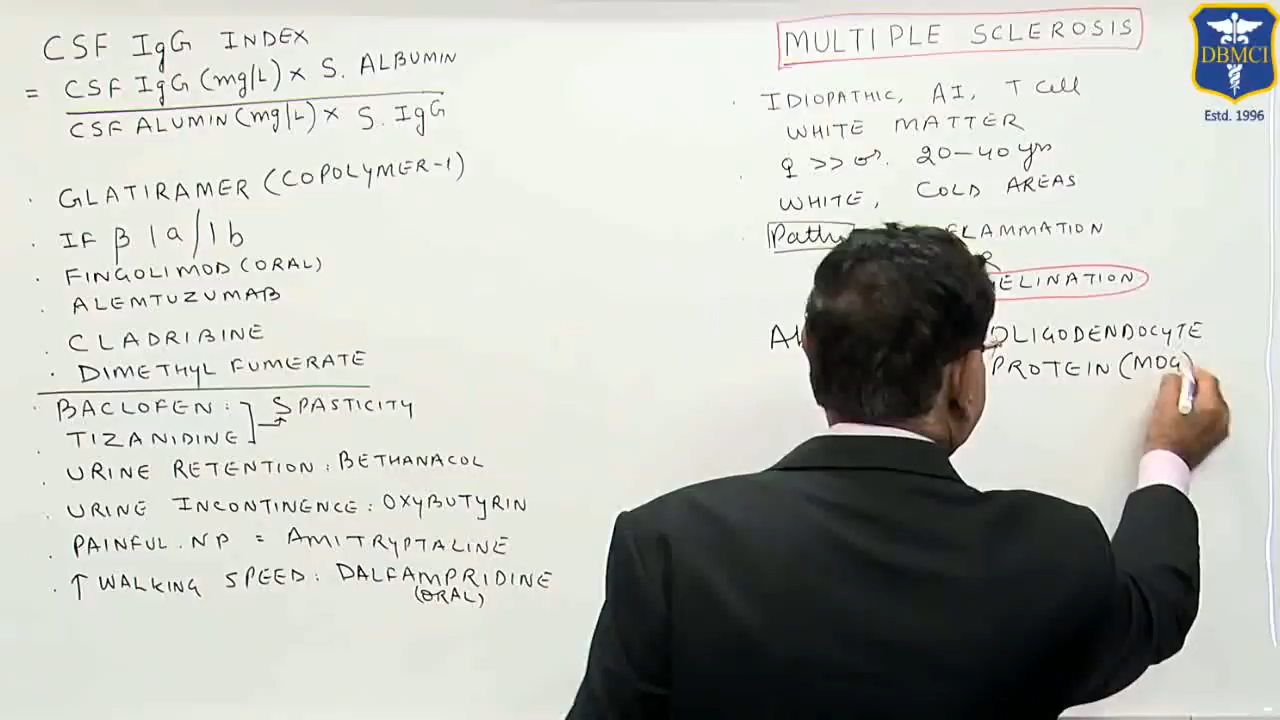 CSF IgG INDEX
= CSF IgG (mg/L) x S. ALBUMIN
CSF ALUMIN (mg/L) x S. IgG
· GLATIRAMER (COPOLYMER-1)
· IF β 1a/1b
· FINGOLIMOD (ORAL)
· ALEMTUZUMAB
· CLADRIBINE
· DIMETHYL FUMERATE
· BACLOFEN : SPASTICITY
TIZANIDINE
· URINE RETENTION : BETHANACOL
· URINE INCONTINENCE : OXYBUTYRIN
· PAINFUL . NP = AMITRYPTALINE
· ↑ WALKING SPEED : DALFAMPRIDINE
(ORAL)
MULTIPLE SCLEROSIS
· IDIOPATHIC, AI, T Cell
WHITE MATTER
· ♀ >> ♂. 20-40 yrs
WHITE, COLD AREAS
· Patho
FLAMMATION
ELINATION
OLIGODENDOCYTE
PROTEIN (MOG)
DBMCI
Estd. 1996